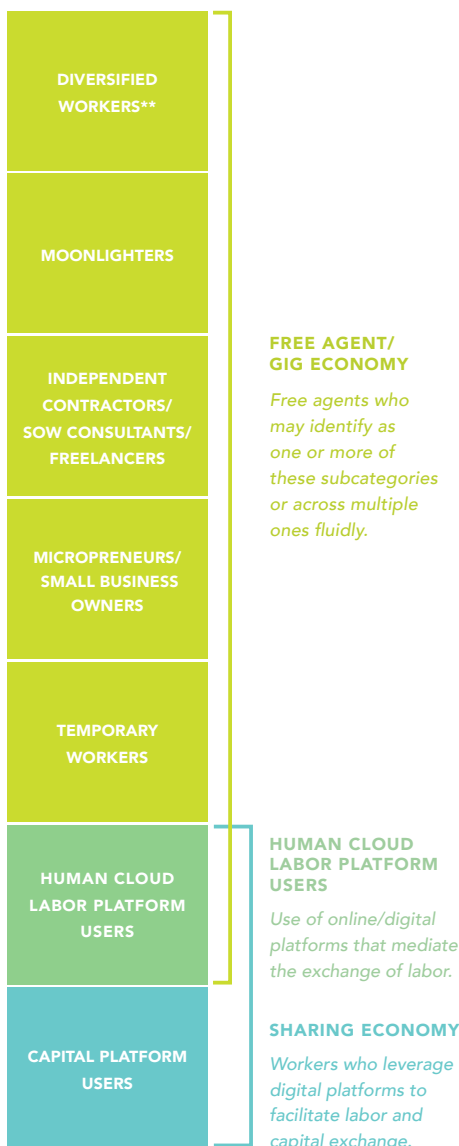 DIVERSIFIED
WORKERS**
MOONLIGHTERS
INDEPENDENT
CONTRACTORS/
SOW CONSULTANTS/
FREELANCERS
MICROPRENEURS/
SMALL BUSINESS
OWNERS
TEMPORARY
WORKERS
HUMAN CLOUD
LABOR PLATFORM
USERS
CAPITAL PLATFORM
USERS
FREE AGENT/
GIG ECONOMY
Free agents who
may identify as
one or more of
these subcategories
or across multiple
ones fluidly.
HUMAN CLOUD
LABOR PLATFORM
USERS
Use of online/digital
platforms that mediate
the exchange of labor.
SHARING ECONOMY
Workers who leverage
digital platforms to
facilitate labor and
capital exchange.